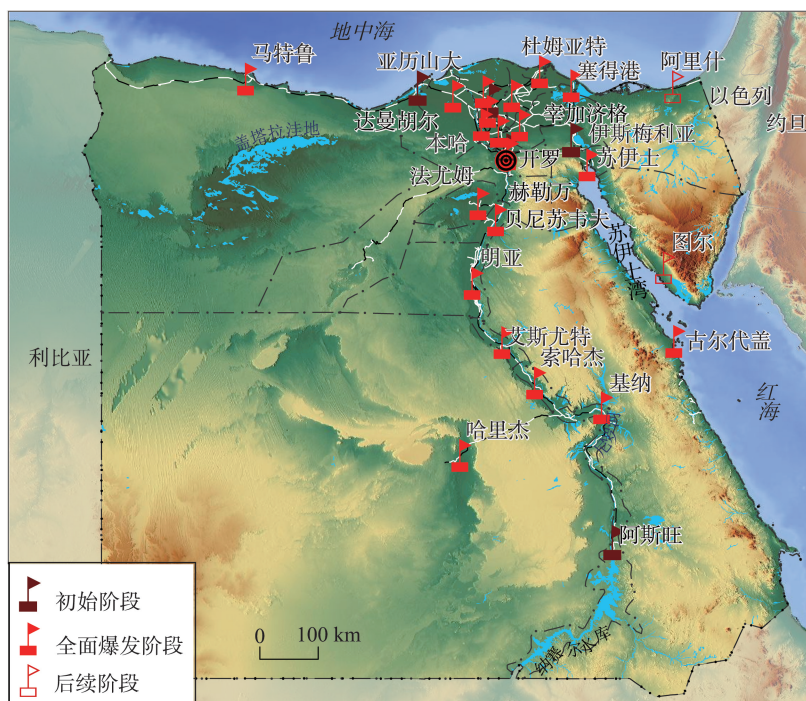 地中海
马特鲁
亚历山大
杜姆亚特
塞得港
阿里什
以色列
约旦
达曼胡尔
宰加济格
盖塔拉洼地
本哈
伊斯梅利亚
开罗
苏伊士
法尤姆
赫勒万
贝尼苏韦夫
苏伊士湾
图尔
明亚
利比亚
艾斯尤特
古尔代盖
索哈杰
红海
基纳
哈里杰
阿斯旺
纳赛尔水库
初始阶段
全面爆发阶段
后续阶段
0 100 km